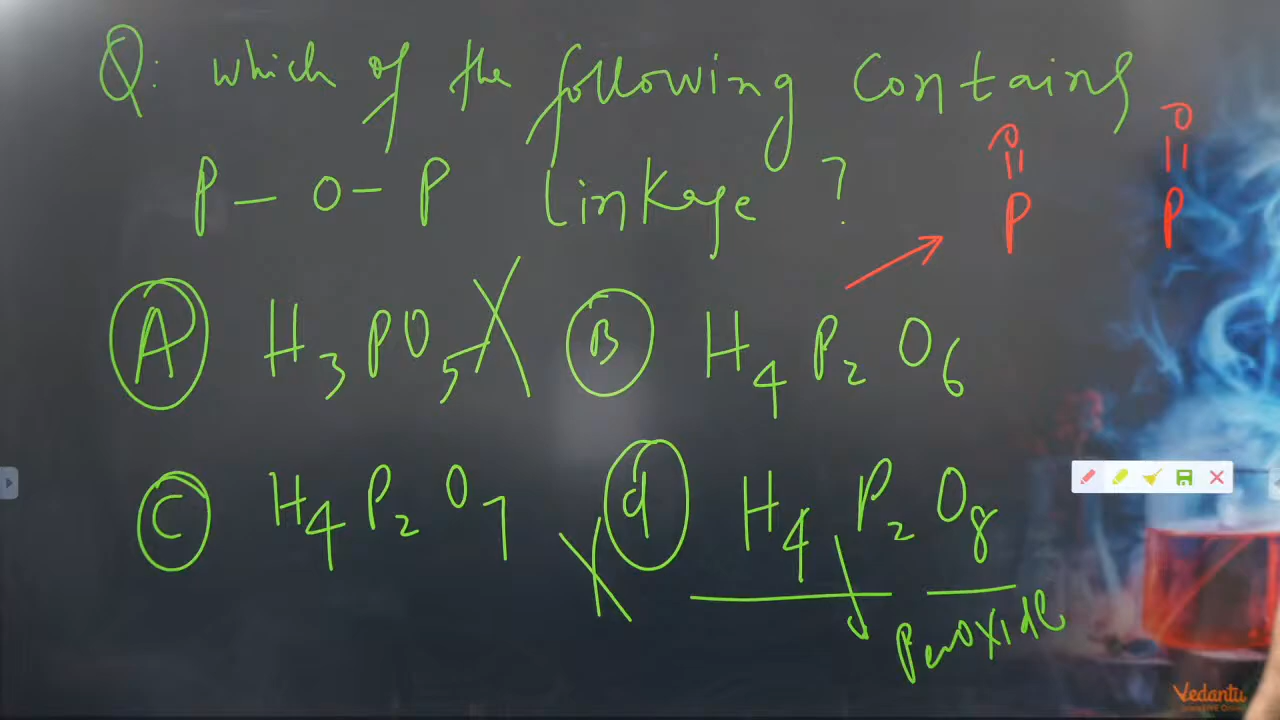 Q: which of the following contains
P – O – P linkage ?
O O
|| ||
P P
A H₃PO₅ X B H₄P₂O₆
C H₄P₂O₇ X d H₄P₂O₈
Peroxide
Vedantu